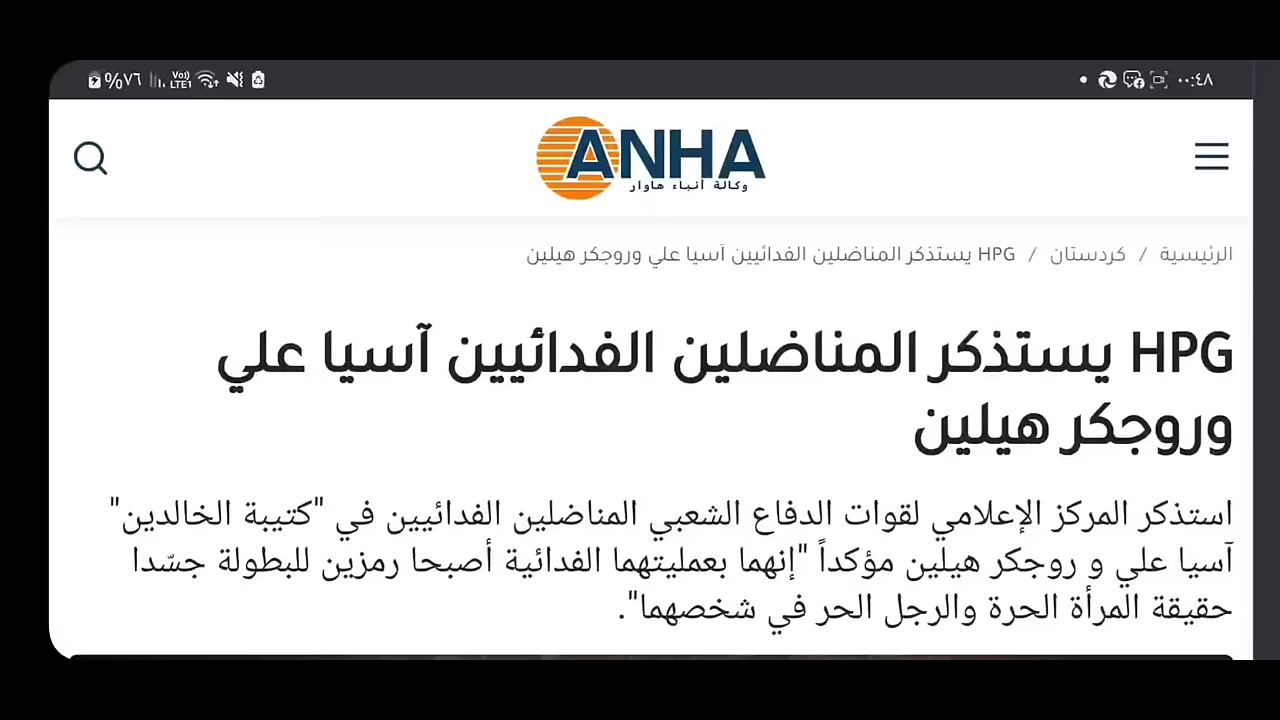 ٠٠:٤٨
%٧٦
Vo)) LTE1
ANHA
وكالة أنباء هاوار
الرئيسية / كردستان / HPG يستذكر المناضلين الفدائيين آسيا علي وروجكر هيلين
HPG يستذكر المناضلين الفدائيين آسيا علي
وروجكر هيلين
استذكر المركز الإعلامي لقوات الدفاع الشعبي المناضلين الفدائيين في "كتيبة الخالدين"
آسيا علي و روجكر هيلين مؤكداً "إنهما بعمليتهما الفدائية أصبحا رمزين للبطولة جسّدا
حقيقة المرأة الحرة والرجل الحر في شخصهما".